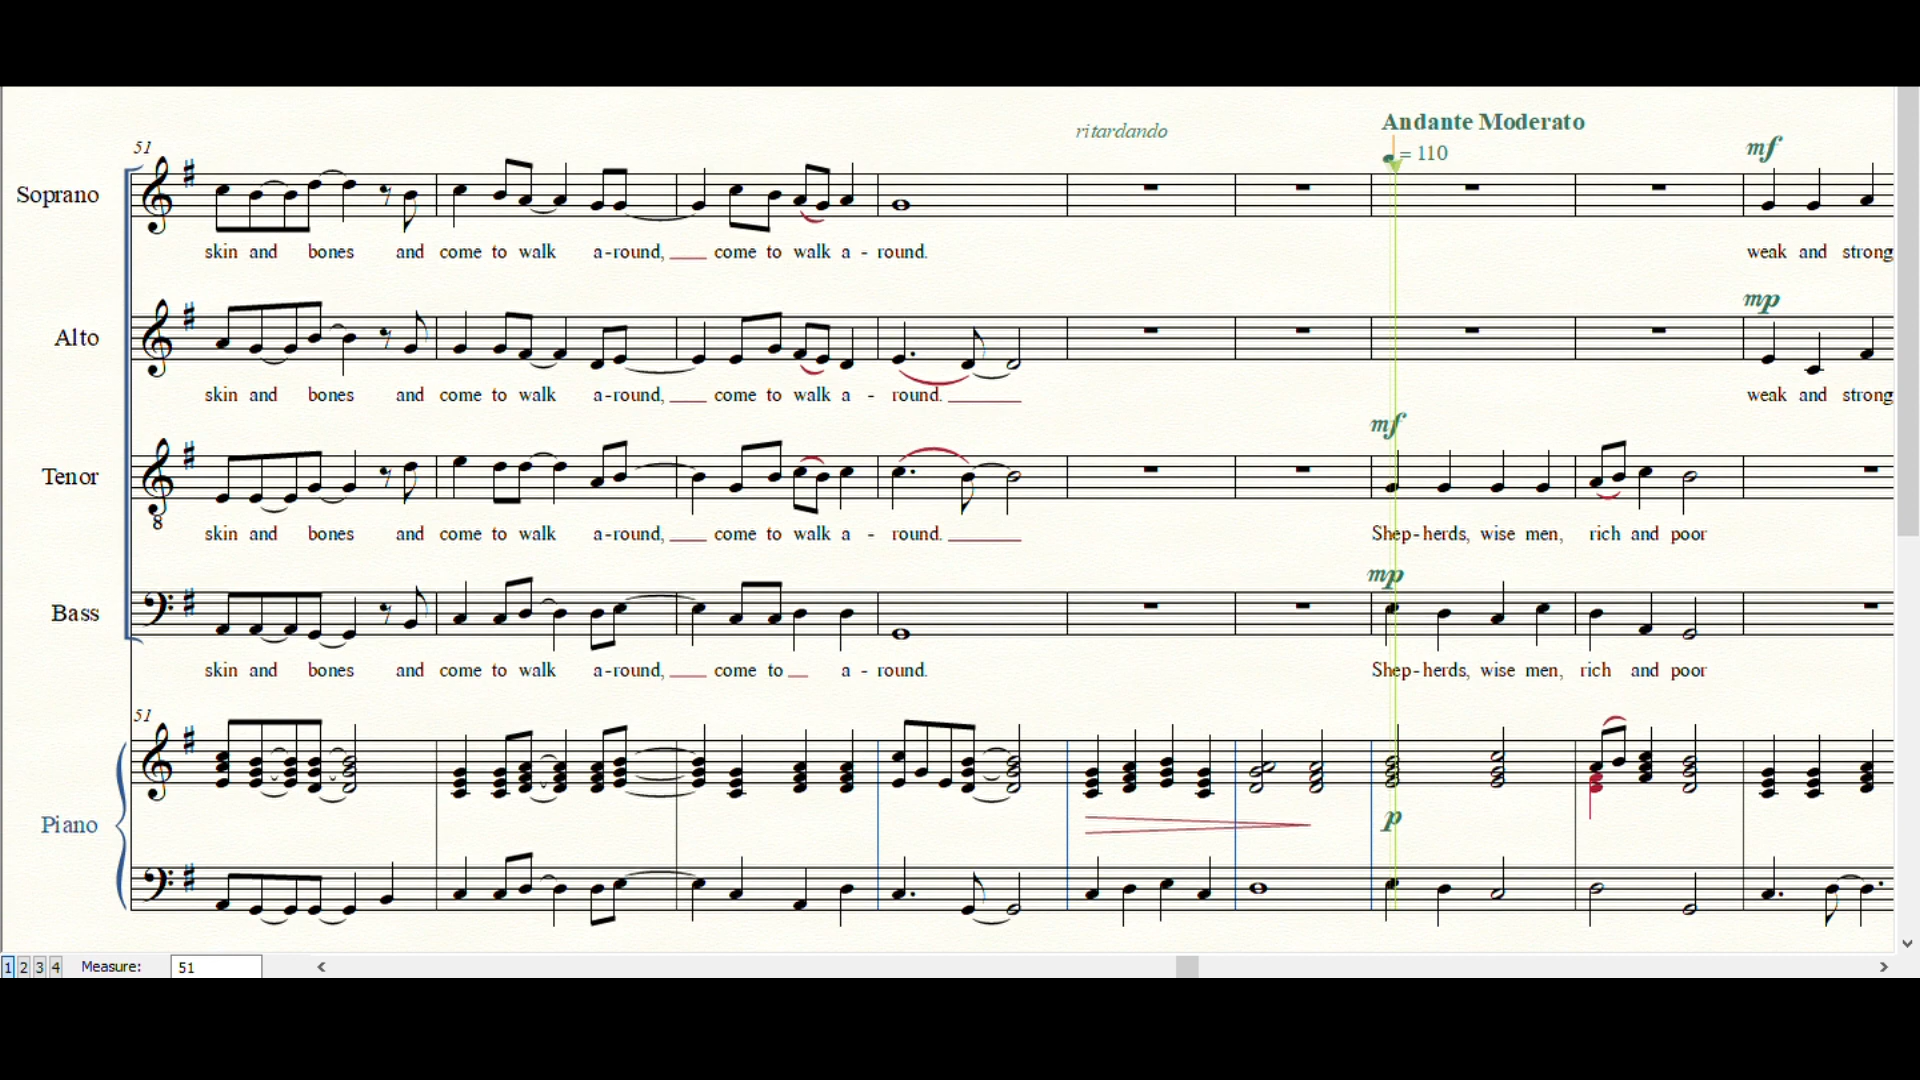 Andante Moderato
ritardando
= 110
51
mf
Soprano
skin and bones and come to walk a-round, come to walk a - round. weak and strong
mp
Alto
skin and bones and come to walk a-round, come to walk a - round. weak and strong
mf
Tenor
8
skin and bones and come to walk a-round, come to walk a - round. Shep-herds, wise men, rich and poor
mp
Bass
skin and bones and come to walk a-round, come to a - round. Shep-herds, wise men, rich and poor
51
Piano
p
1 2 3 4 Measure: 51